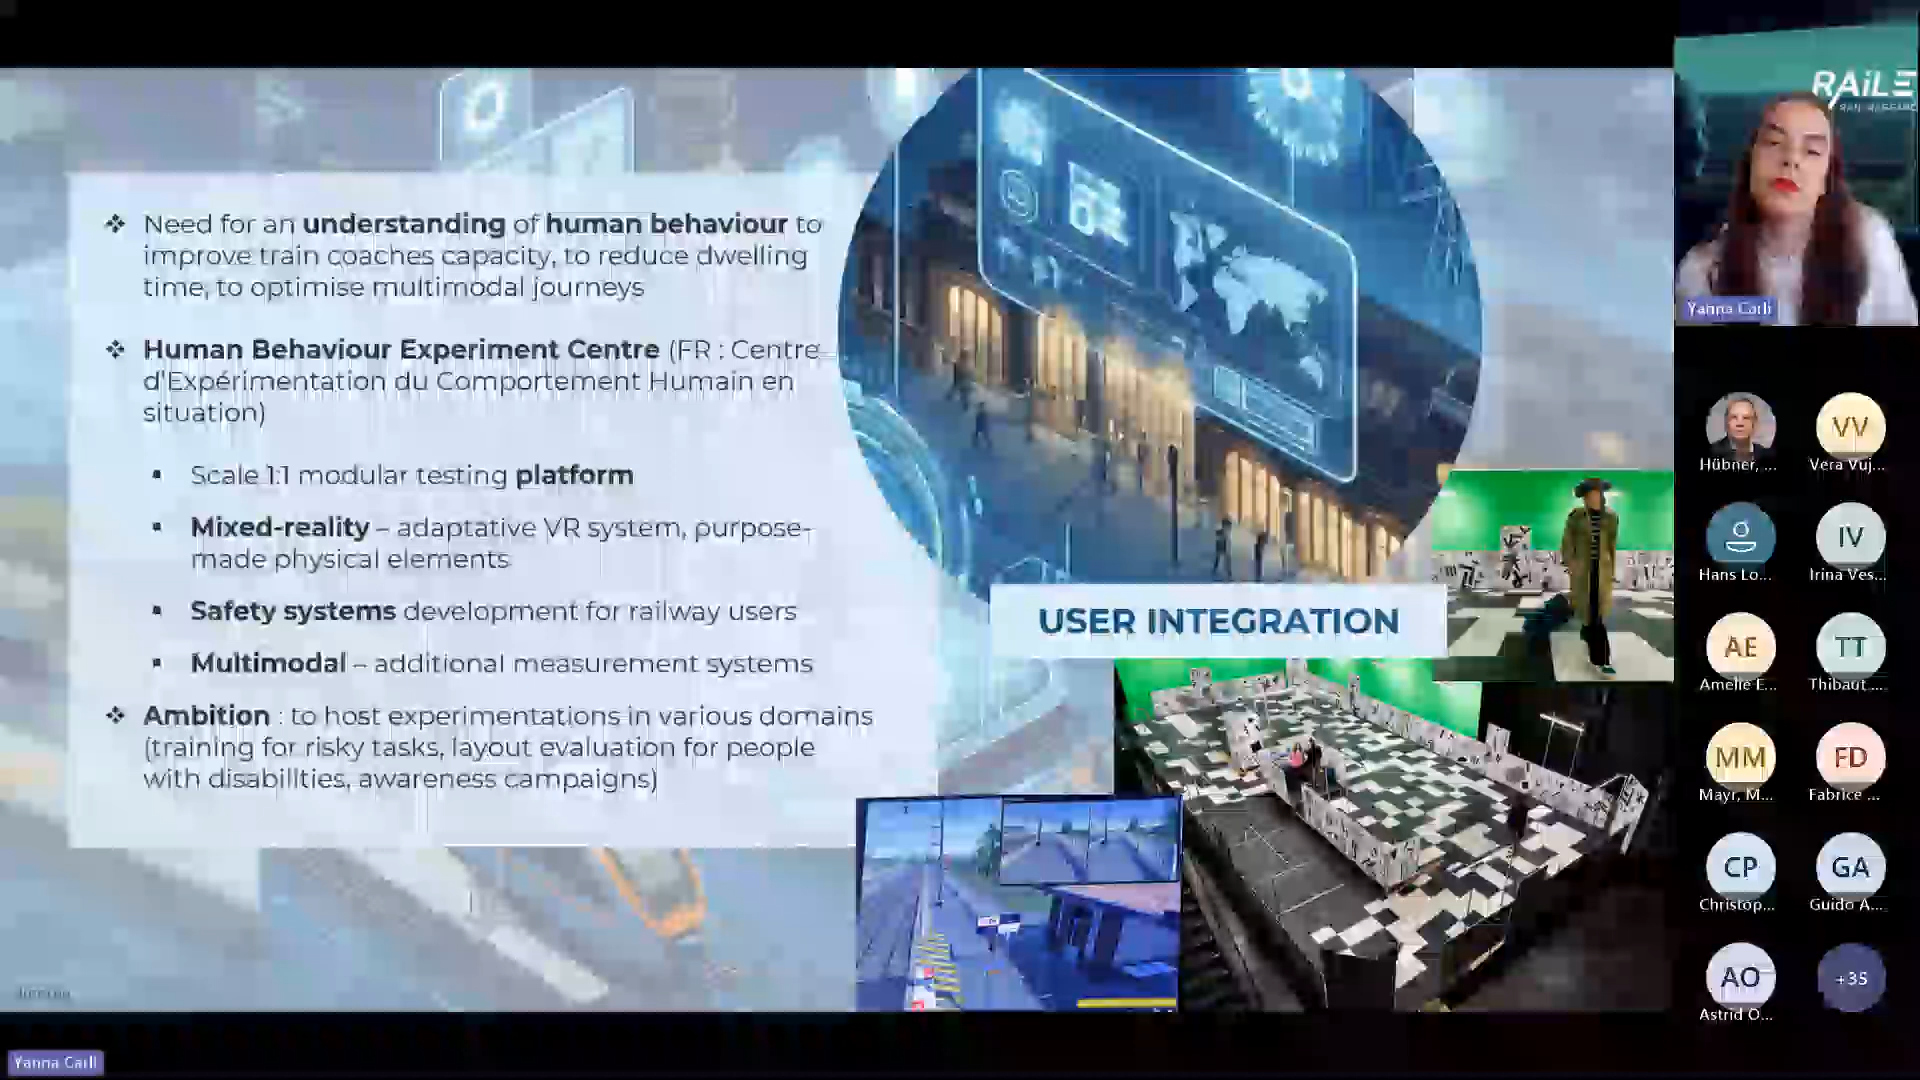 ❖ Need for an understanding of human behaviour to
improve train coaches capacity, to reduce dwelling
time, to optimise multimodal journeys
❖ Human Behaviour Experiment Centre (FR : Centre
d'Expérimentation du Comportement Humain en
situation)
▪ Scale 1:1 modular testing platform
▪ Mixed-reality – adaptative VR system, purpose-
made physical elements
▪ Safety systems development for railway users
▪ Multimodal – additional measurement systems
❖ Ambition : to host experimentations in various domains
(training for risky tasks, layout evaluation for people
with disabilities, awareness campaigns)
USER INTEGRATION
RAILE
Yanna Carli
Hübner, ...
VV
Vera Vuj...
Hans Lo...
IV
Irina Ves...
AE
Amelie E...
TT
Thibaut ...
MM
Mayr, M...
FD
Fabrice ...
CP
Christop...
GA
Guido A...
AO
Astrid O...
+35
Yanna Carli